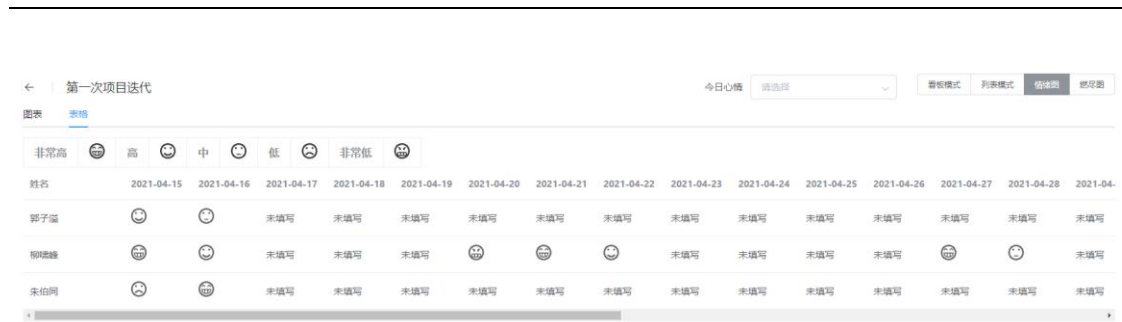 ← 第一次项目迭代 今日心情 请选择 看板模式 列表模式 情绪图 燃尽图
图表 表格
非常高 高 中 低 非常低
姓名 2021-04-15 2021-04-16 2021-04-17 2021-04-18 2021-04-19 2021-04-20 2021-04-21 2021-04-22 2021-04-23 2021-04-24 2021-04-25 2021-04-26 2021-04-27 2021-04-28 2021-04-
郭子溢 未填写 未填写 未填写 未填写 未填写 未填写 未填写 未填写 未填写 未填写 未填写 未填写 未填写
柳啸峰 未填写 未填写 未填写 未填写 未填写 未填写 未填写 未填写
朱伯同 未填写 未填写 未填写 未填写 未填写 未填写 未填写 未填写 未填写 未填写 未填写 未填写 未填写